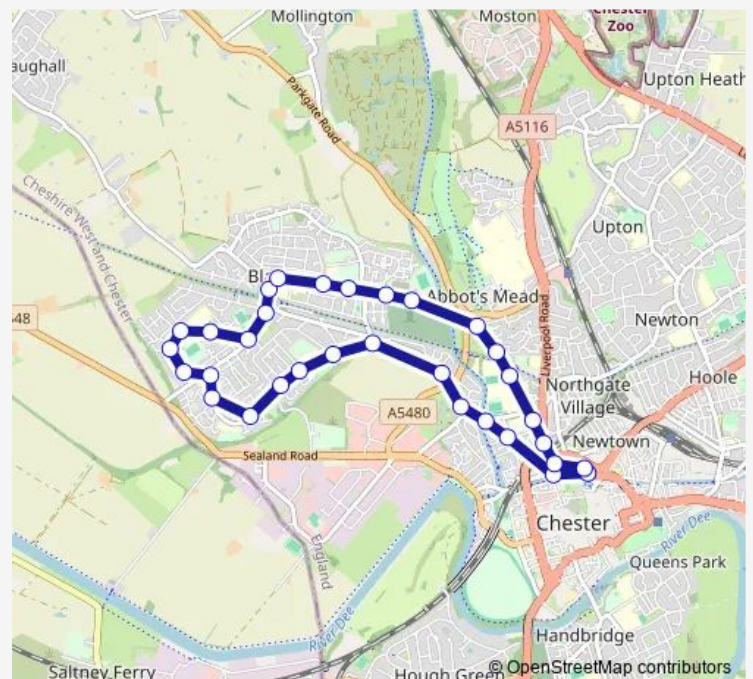 Mollington
Moston
Chester
Zoo
aughall
Upton Heath
Parkgate Road
A5116
Cheshire West and Chester
Upton
Bla
Abbot's Mead
48
Liverpool Road
Newton
Hoole
Northgate
Village
A5480
Newtown
Sealand Road
Chester
River Dee
England
Queens Park
River Dee
Handbridge
Saltney Ferry
Hough Green
© OpenStreetMap contributors